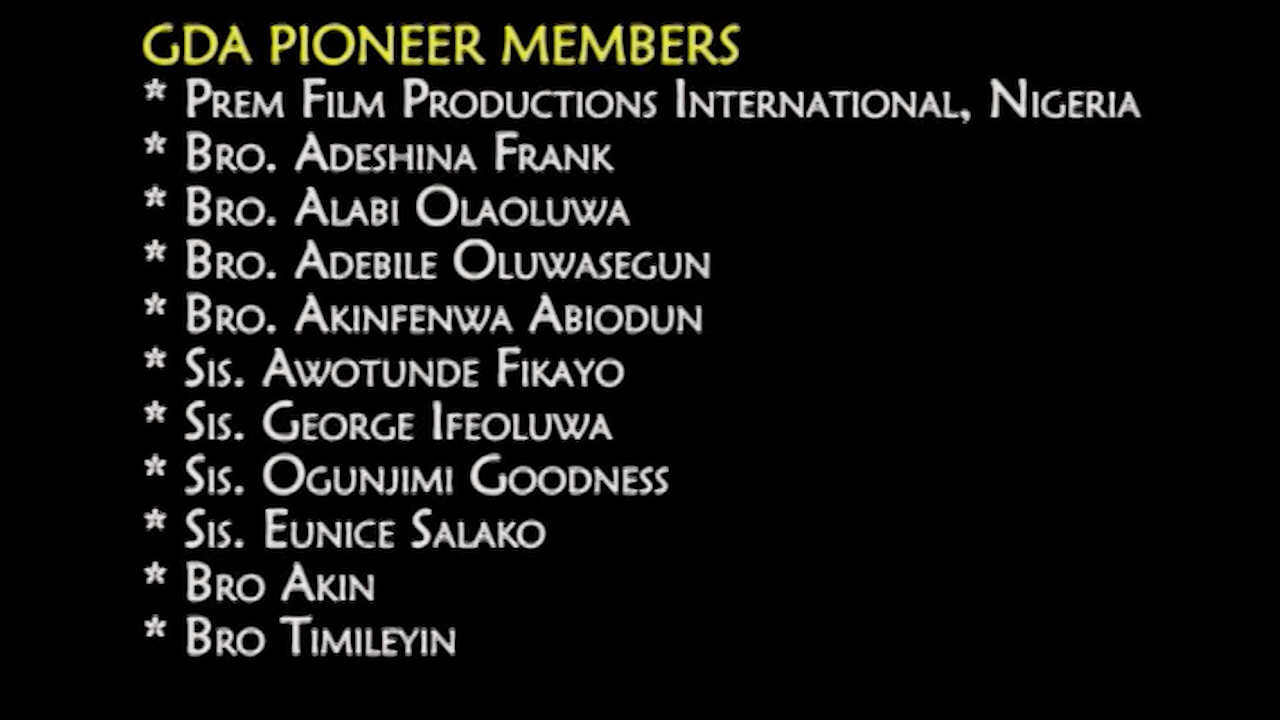 GDA PIONEER MEMBERS
* PREM FILM PRODUCTIONS INTERNATIONAL, NIGERIA
* BRO. ADESHINA FRANK
* BRO. ALABI OLAOLUWA
* BRO. ADEBILE OLUWASEGUN
* BRO. AKINFENWA ABIODUN
* SIS. AWOTUNDE FIKAYO
* SIS. GEORGE IFEOLUWA
* SIS. OGUNJIMI GOODNESS
* SIS. EUNICE SALAKO
* BRO AKIN
* BRO TIMILEYIN